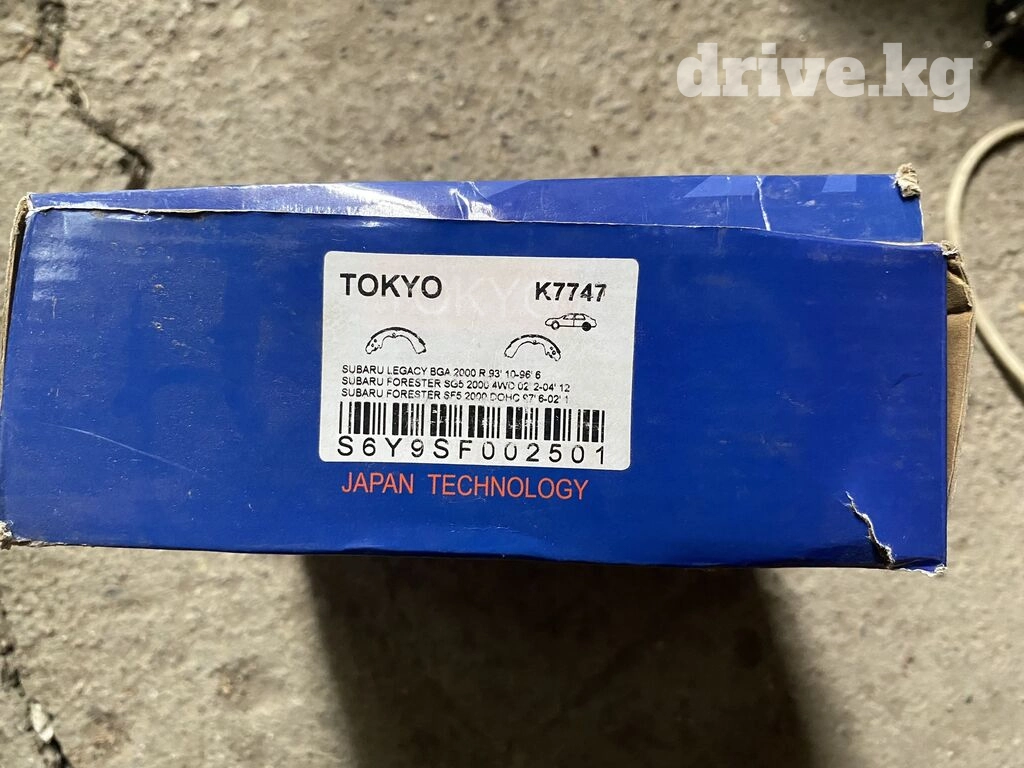 drive.kg
TOKYO K7747
SUBARU LEGACY BGA 2000 R 93' 10-96' 6
SUBARU FORESTER SG5 2000 4WD 02' 2-04' 12
SUBARU FORESTER SF5 2000 DOHC 97' 6-02' 1
S6Y9SF002501
JAPAN TECHNOLOGY